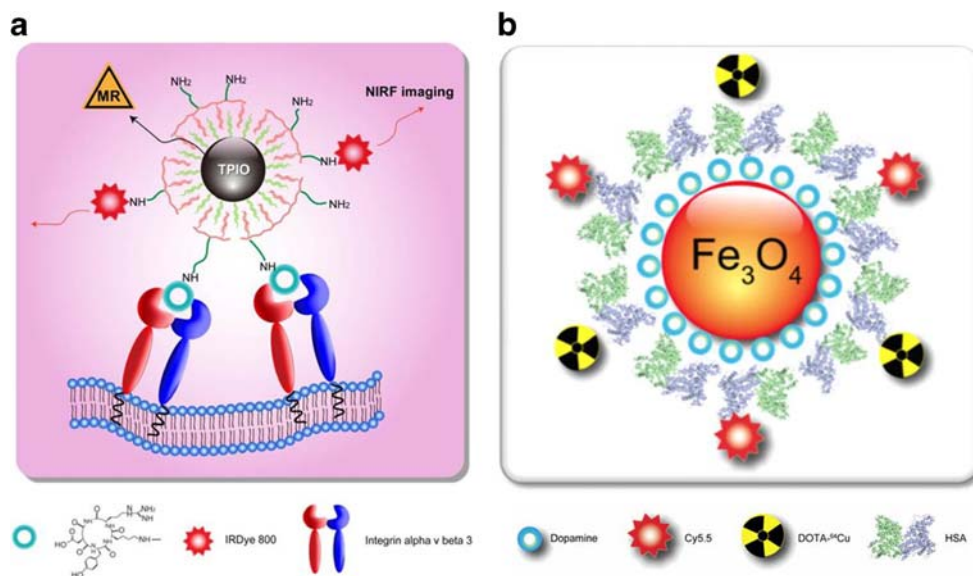 a
MR
NH₂
NH₂
NH₂
NIRF imaging
TPIO
NH
NH
NH₂
NH
NH
IRDye 800
Integrin alpha v beta 3
b
Fe₃O₄
Dopamine
Cy5.5
DOTA-⁶⁴Cu
HSA